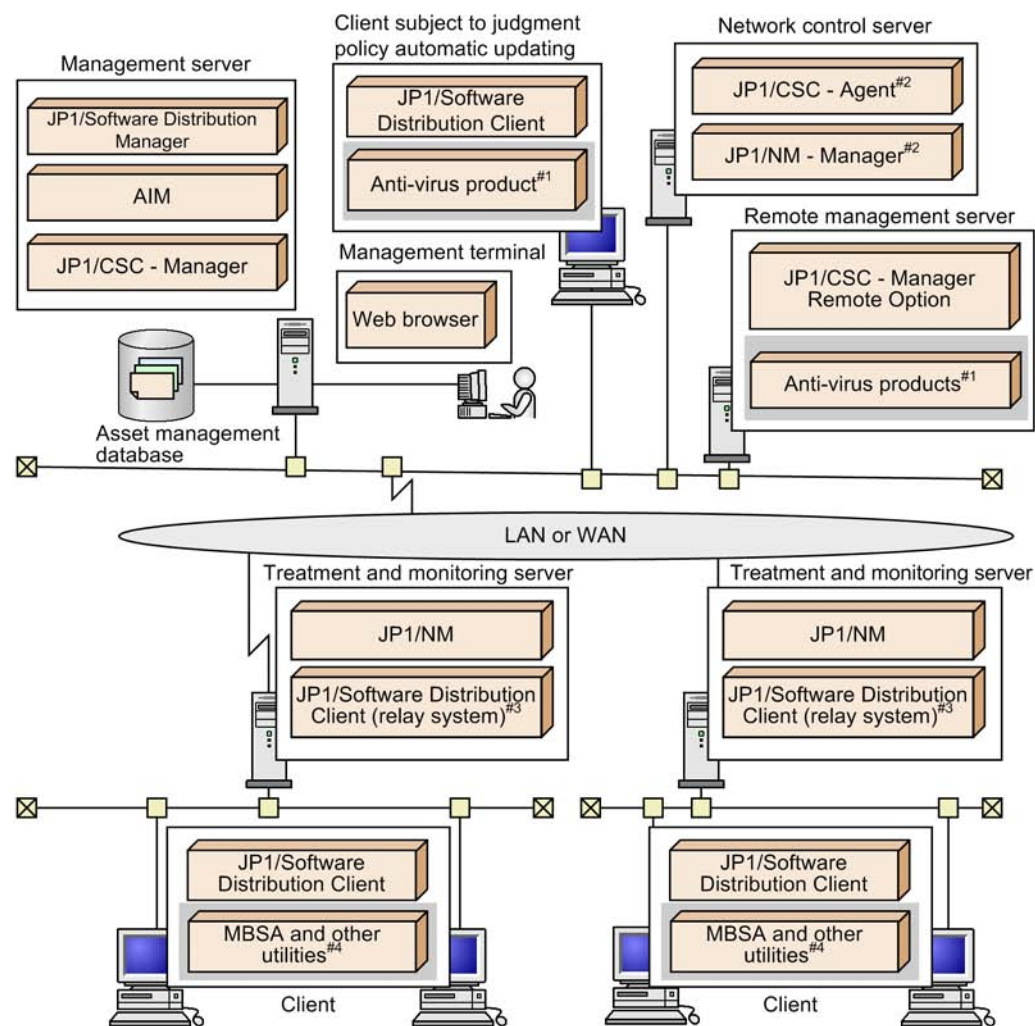 Management server
JP1/Software Distribution
Manager
AIM
JP1/CSC - Manager
Client subject to judgment
policy automatic updating
JP1/Software
Distribution Client
Anti-virus product#1
Management terminal
Web browser
Network control server
JP1/CSC - Agent#2
JP1/NM - Manager#2
Remote management server
JP1/CSC - Manager
Remote Option
Anti-virus products#1
Asset management
database
LAN or WAN
Treatment and monitoring server
JP1/NM
JP1/Software Distribution
Client (relay system)#3
Treatment and monitoring server
JP1/NM
JP1/Software Distribution
Client (relay system)#3
JP1/Software
Distribution Client
MBSA and other
utilities#4
Client
JP1/Software
Distribution Client
MBSA and other
utilities#4
Client